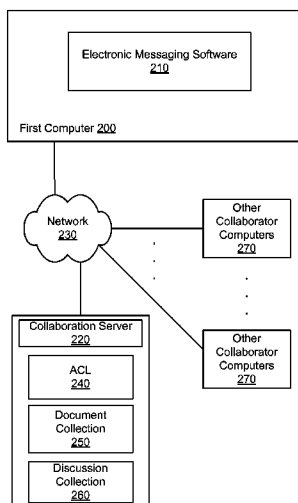 Electronic Messaging Software
210
First Computer 200
Network
230
Other
Collaborator
Computers
270
Other
Collaborator
Computers
270
Collaboration Server
220
ACL
240
Document
Collection
250
Discussion
Collection
260